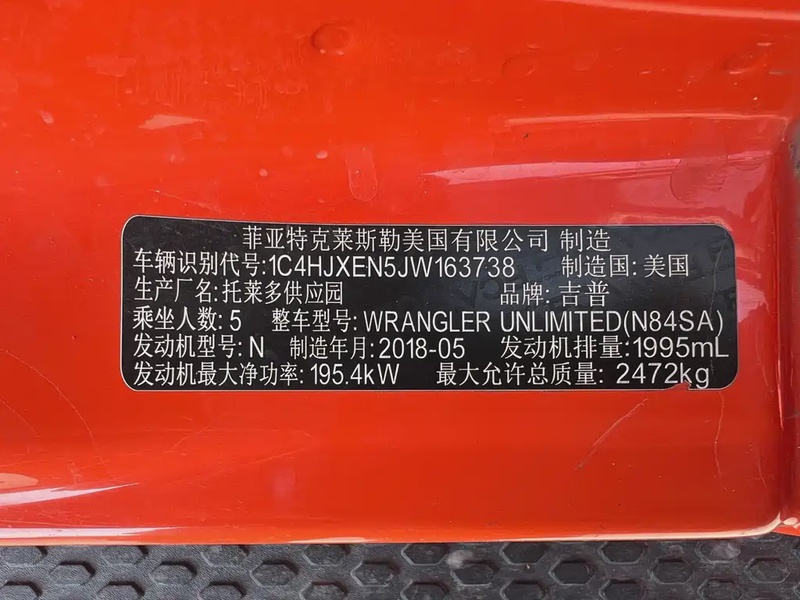 菲亚特克莱斯勒美国有限公司 制造
车辆识别代号:1C4HJXEN5JW163738 制造国: 美国
生产厂名:托莱多供应园 品牌: 吉普
乘坐人数: 5 整车型号: WRANGLER UNLIMITED(N84SA)
发动机型号: N 制造年月: 2018-05 发动机排量:1995mL
发动机最大净功率: 195.4kW 最大允许总质量: 2472kg